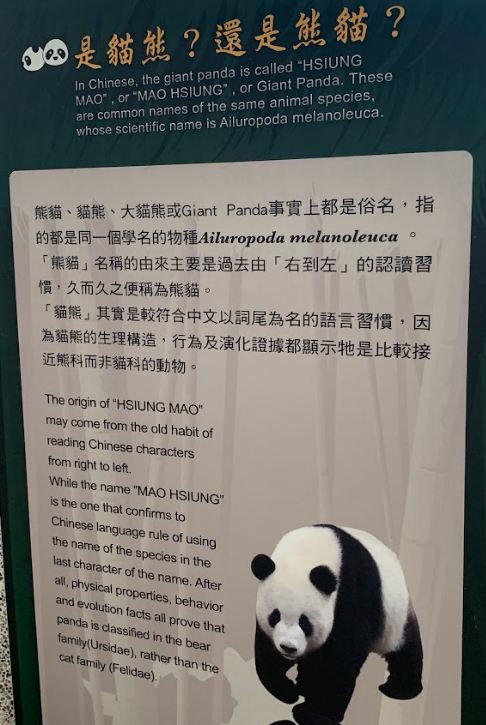 是貓熊？還是熊貓？
In Chinese, the giant panda is called “HSIUNG
MAO” , or “MAO HSIUNG” , or Giant Panda. These
are common names of the same animal species,
whose scientific name is Ailuropoda melanoleuca.
熊貓、貓熊、大貓熊或Giant Panda事實上都是俗名，指
的都是同一個學名的物種Ailuropoda melanoleuca 。
「熊貓」名稱的由來主要是過去由「右到左」的認讀習
慣，久而久之便稱為熊貓。
「貓熊」其實是較符合中文以詞尾為名的語言習慣，因
為貓熊的生理構造，行為及演化證據都顯示牠是比較接
近熊科而非貓科的動物。
The origin of “HSIUNG MAO”
may come from the old habit of
reading Chinese characters
from right to left.
While the name “MAO HSIUNG”
is the one that confirms to
Chinese language rule of using
the name of the species in the
last character of the name. After
all, physical properties, behavior
and evolution facts all prove that
panda is classified in the bear
family(Ursidae), rather than the
cat family (Felidae).